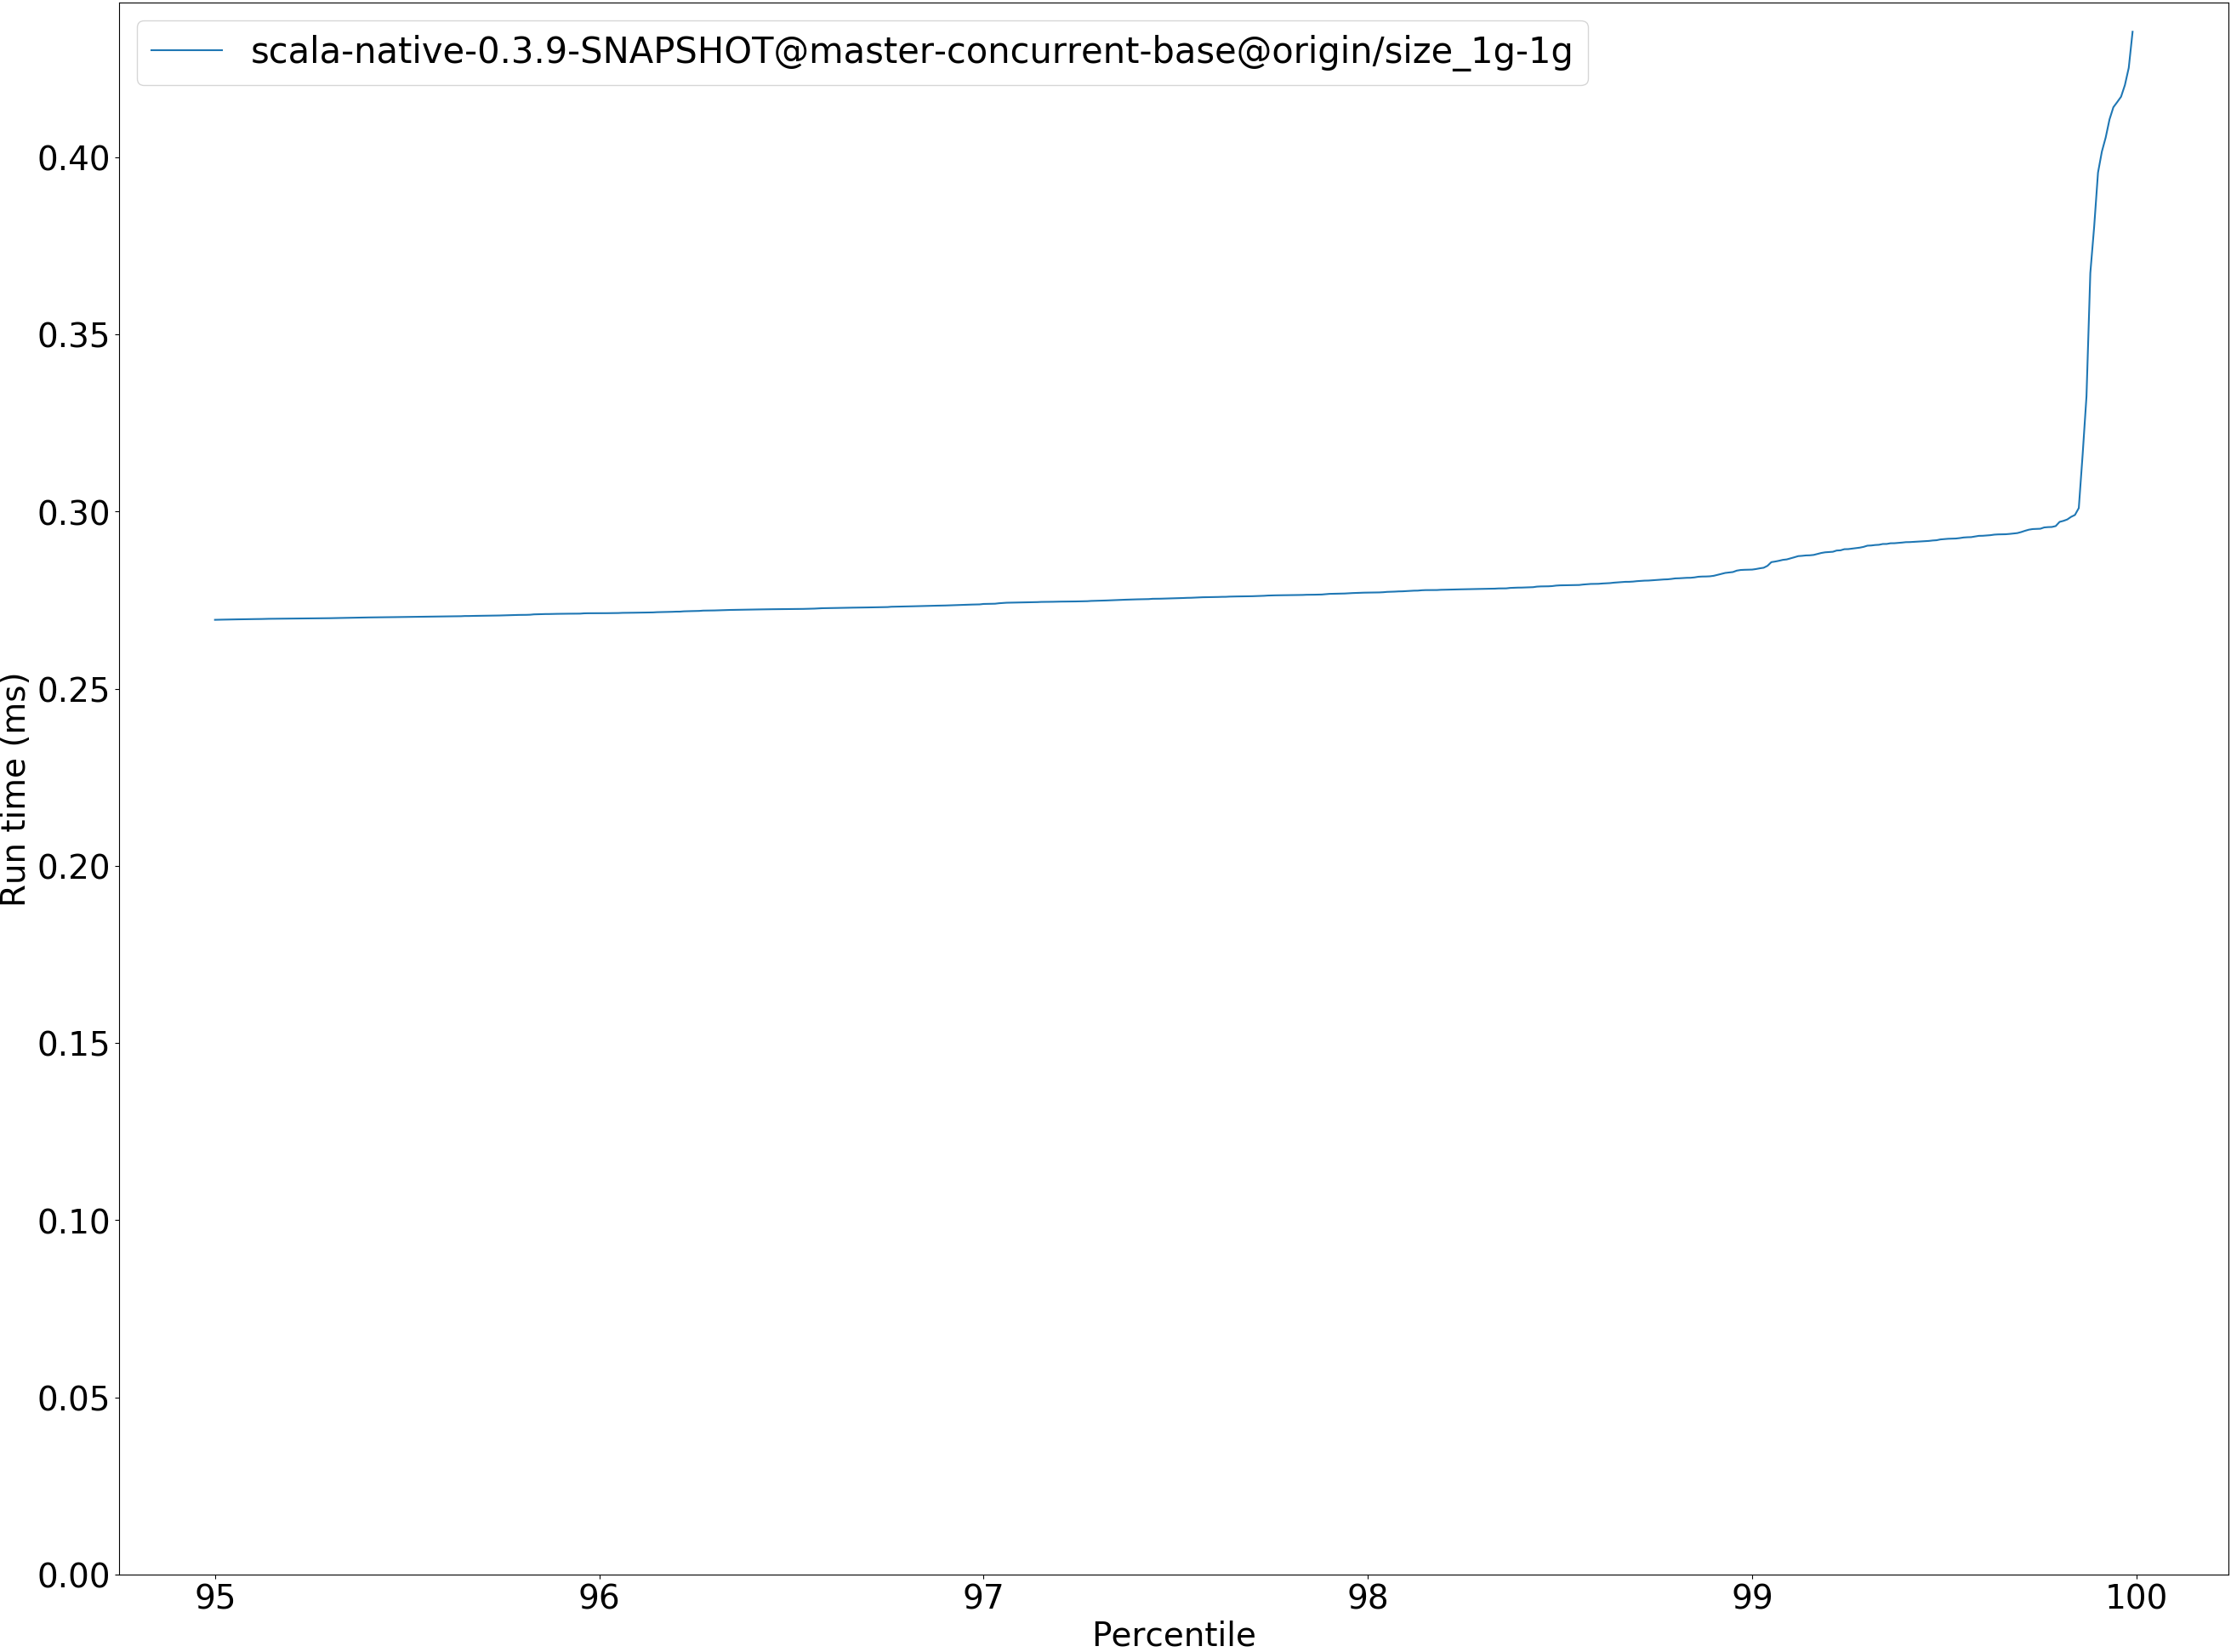 scala-native-0.3.9-SNAPSHOT@master-concurrent-base@origin/size_1g-1g
0.40
0.35
0.30
0.25
0.20
0.15
0.10
0.05
0.00
Run time (ms)
95 96 97 98 99 100
Percentile